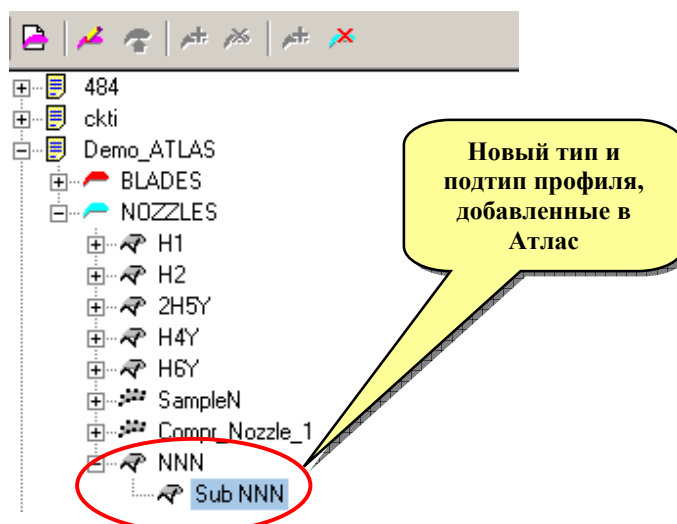 484
ckti
Demo_ATLAS
BLADES
NOZZLES
H1
H2
2H5Y
H4Y
H6Y
SampleN
Compr_Nozzle_1
NNN
Sub NNN
Новый тип и
подтип профиля,
добавленные в
Атлас